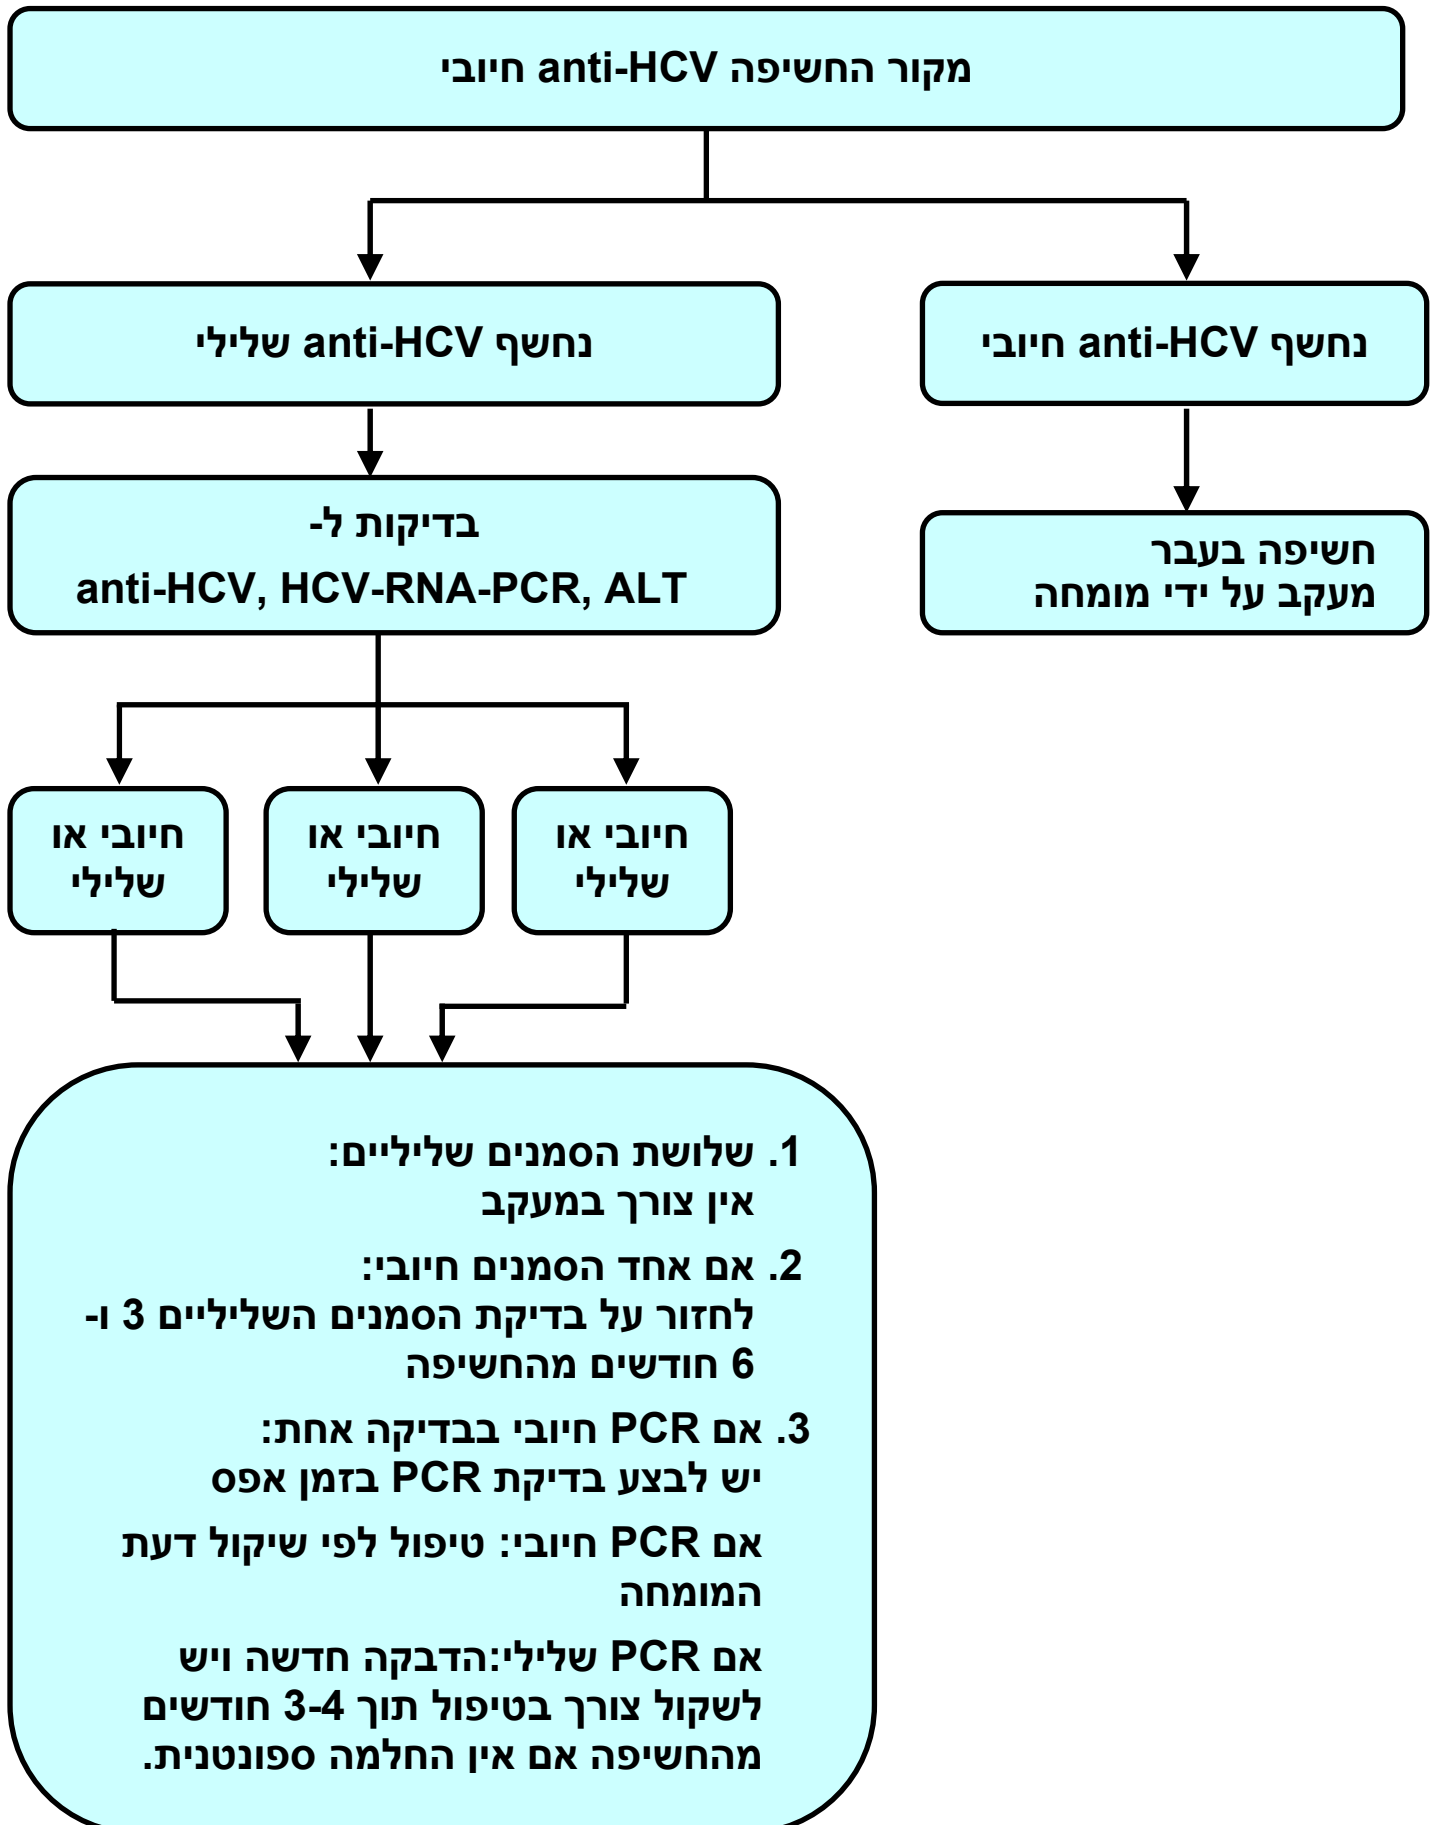 מקור החשיפה anti-HCV חיובי
נחשף anti-HCV חיובי
נחשף anti-HCV שלילי
חשיפה בעבר
מעקב על ידי מומחה
בדיקות ל-
anti-HCV, HCV-RNA-PCR, ALT
חיובי או
שלילי
חיובי או
שלילי
חיובי או
שלילי
1. שלושת הסמנים שליליים:
אין צורך במעקב
2. אם אחד הסמנים חיובי:
לחזור על בדיקת הסמנים השליליים 3 ו-
6 חודשים מהחשיפה
3. אם PCR חיובי בבדיקה אחת:
יש לבצע בדיקת PCR בזמן אפס
אם PCR חיובי: טיפול לפי שיקול דעת
המומחה
אם PCR שלילי:הדבקה חדשה ויש
לשקול צורך בטיפול תוך 3-4 חודשים
מהחשיפה אם אין החלמה ספונטנית.